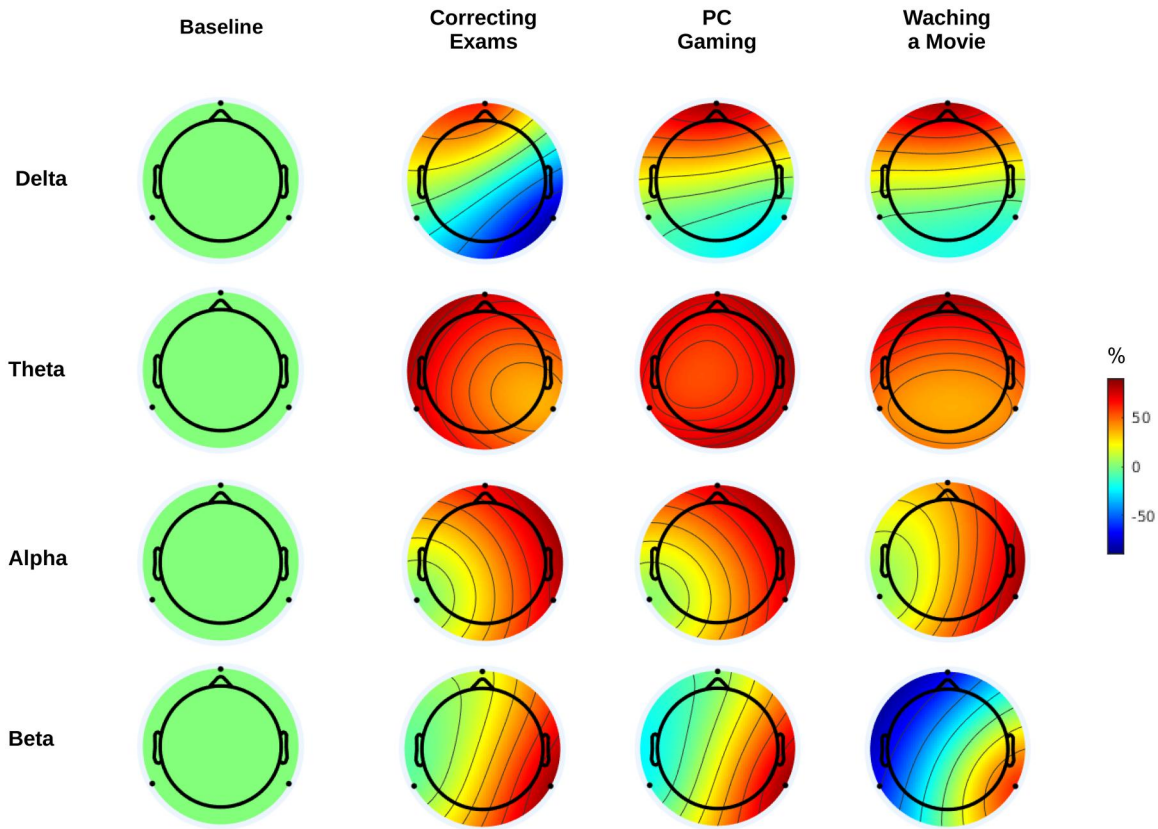 Baseline
Correcting
Exams
PC
Gaming
Waching
a Movie
Delta
Theta
%
50
0
-50
Alpha
Beta